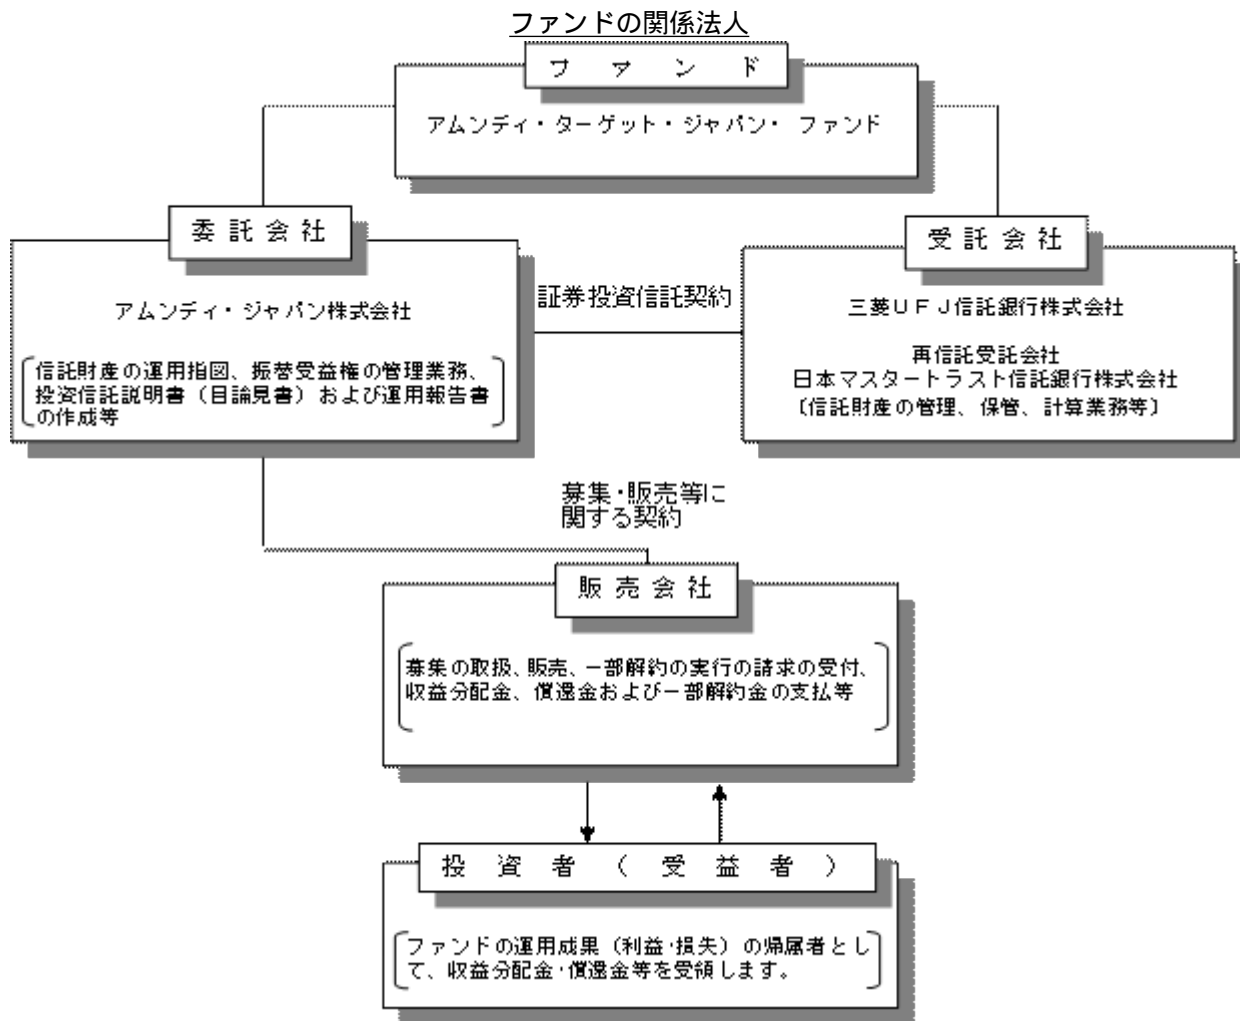 ファンドの関係法人
ファンド
アムンディ・ターゲット・ジャパン・ ファンド
委託会社
アムンディ・ジャパン株式会社
信託財産の運用指図、振替受益権の管理業務、
投資信託説明書（目論見書）および運用報告書
の作成等
証券投資信託契約
受託会社
三菱UFJ信託銀行株式会社
再信託受託会社
日本マスタートラスト信託銀行株式会社
〔信託財産の管理、保管、計算業務等〕
募集・販売等に
関する契約
販売会社
募集の取扱、販売、一部解約の実行の請求の受付、
収益分配金、償還金および一部解約金の支払等
投資者（受益者）
ファンドの運用成果（利益・損失）の帰属者とし
て、収益分配金・償還金等を受領します。